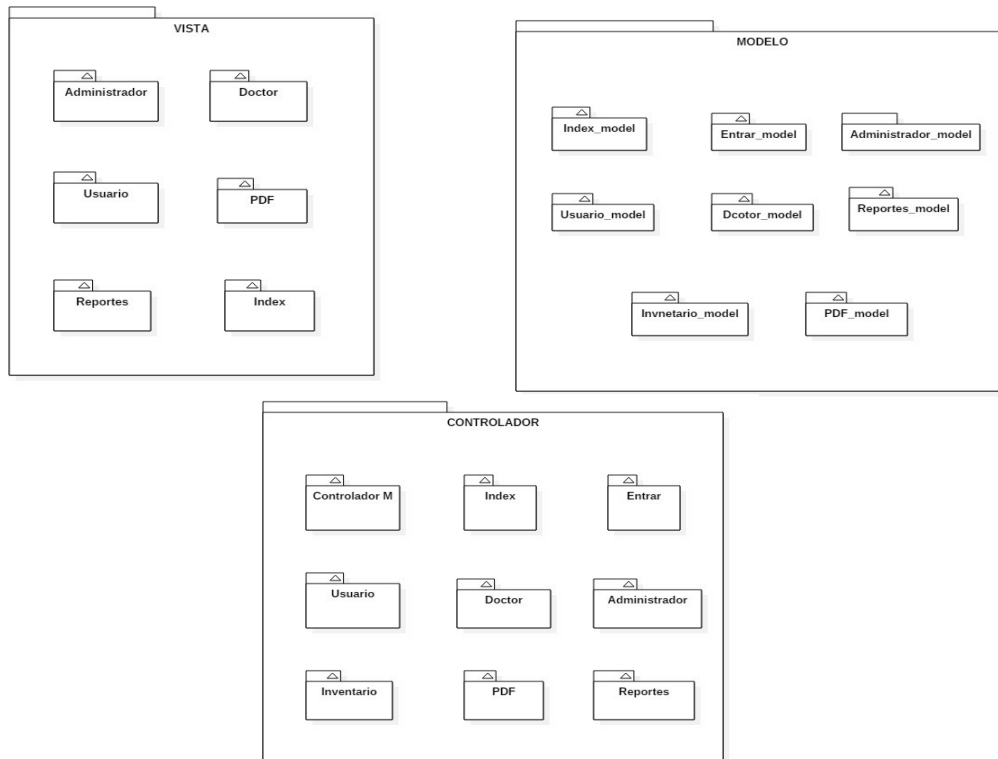 VISTA
Administrador
Doctor
Usuario
PDF
Reportes
Index
MODELO
Index_model
Entrar_model
Administrador_model
Usuario_model
Dcotor_model
Reportes_model
Invnetario_model
PDF_model
CONTROLADOR
Controlador M
Index
Entrar
Usuario
Doctor
Administrador
Inventario
PDF
Reportes